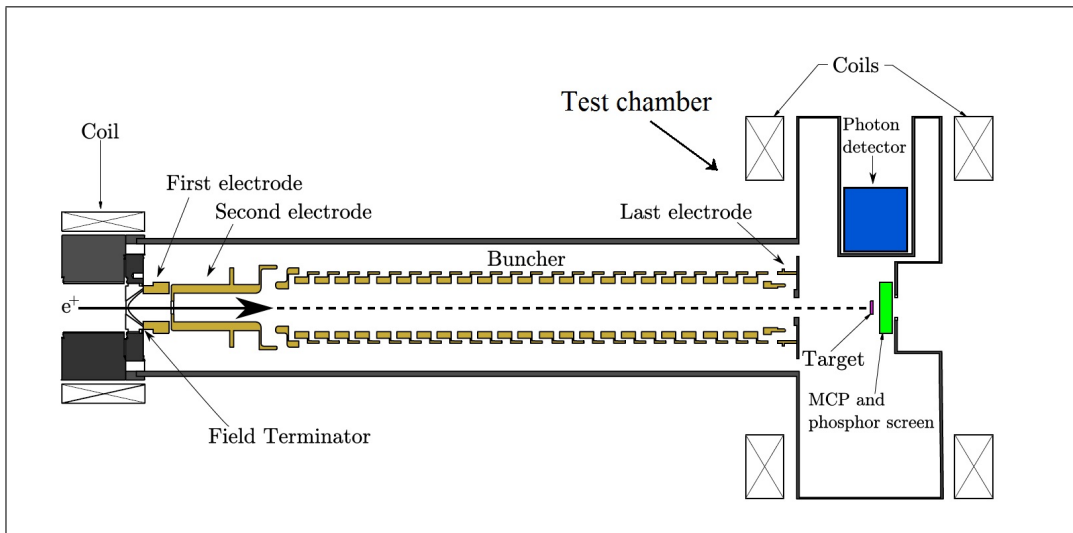 Coils
Test chamber
Photon
detector
Coil
First electrode
Second electrode
Last electrode
Buncher
e+
Target
MCP and
phosphor screen
Field Terminator